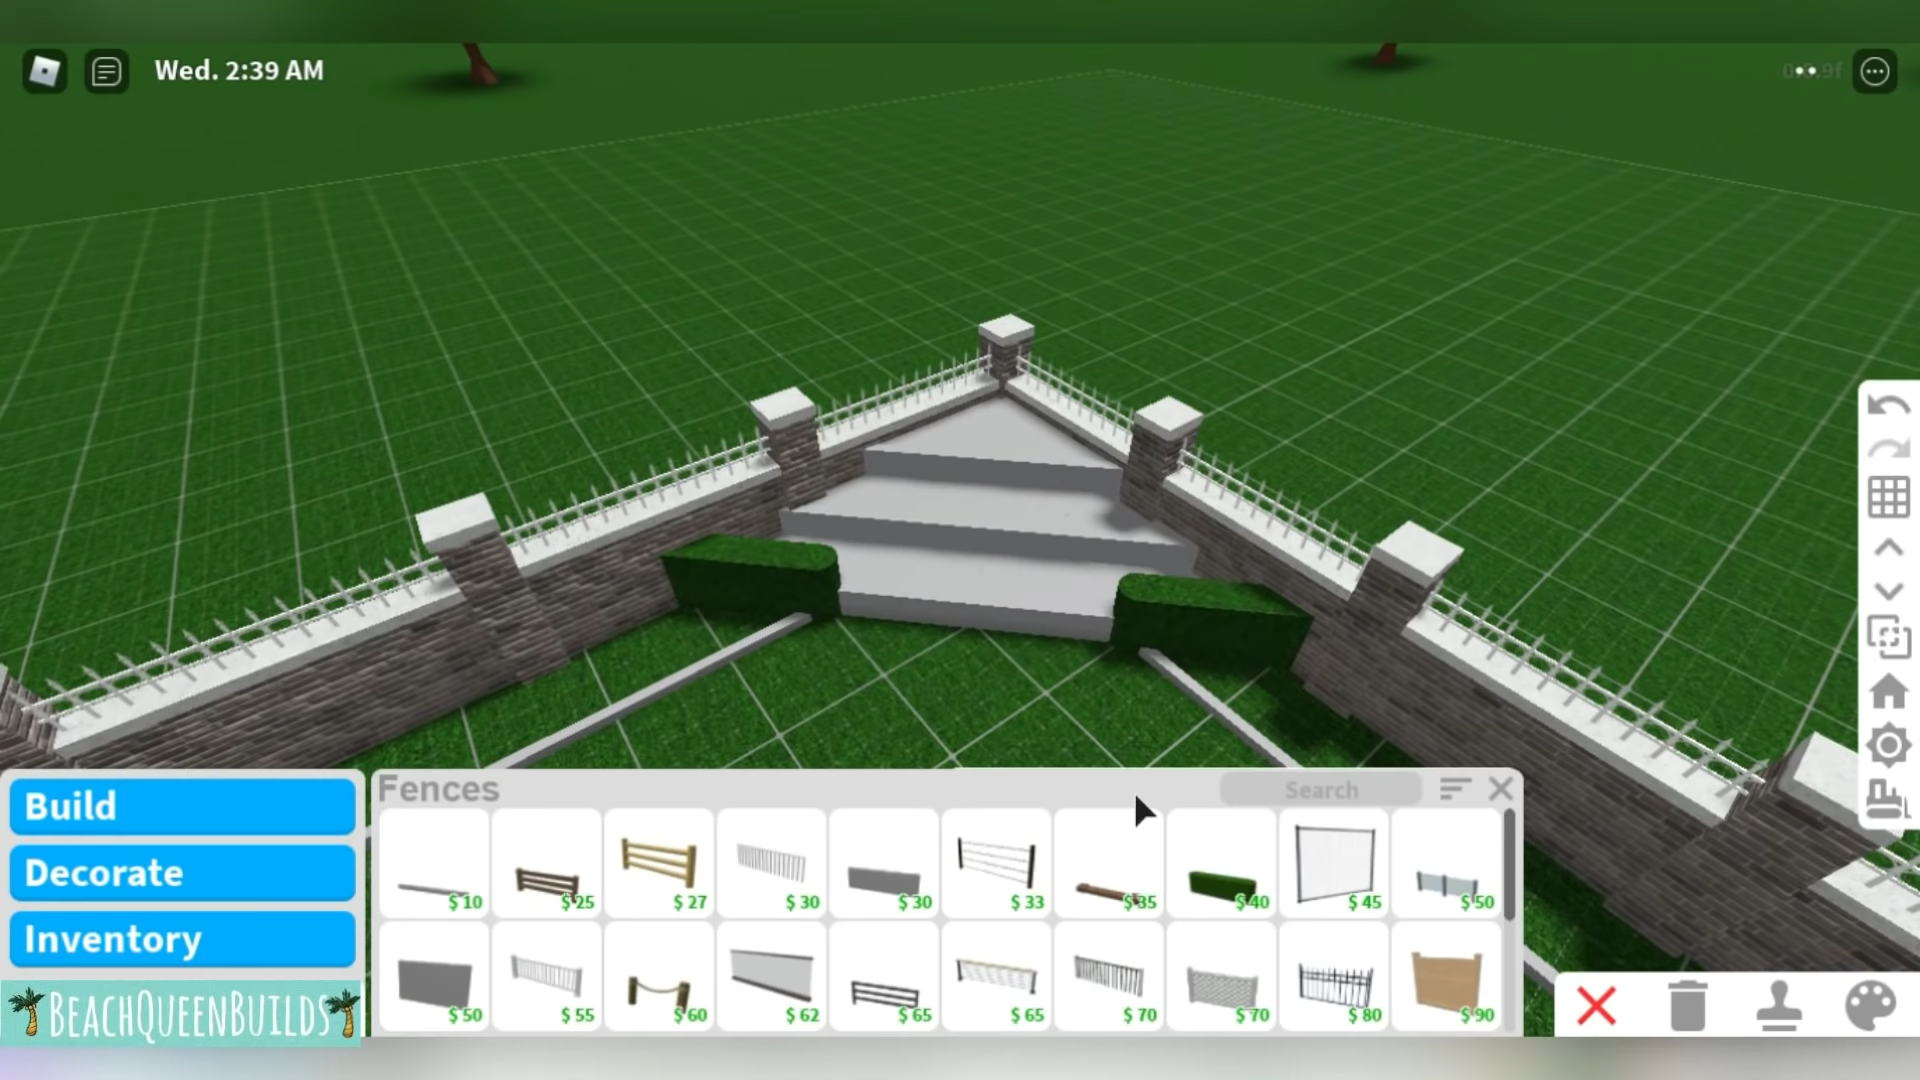 Wed. 2:39 AM
Build
Decorate
Inventory
BEACHQUEENBUILDS
Fences
Search
$ 10 $ 25 $ 27 $ 30 $ 30 $ 33 $ 35 $ 40 $ 45 $ 50
$ 50 $ 55 $ 60 $ 62 $ 65 $ 65 $ 70 $ 70 $ 80 $ 90